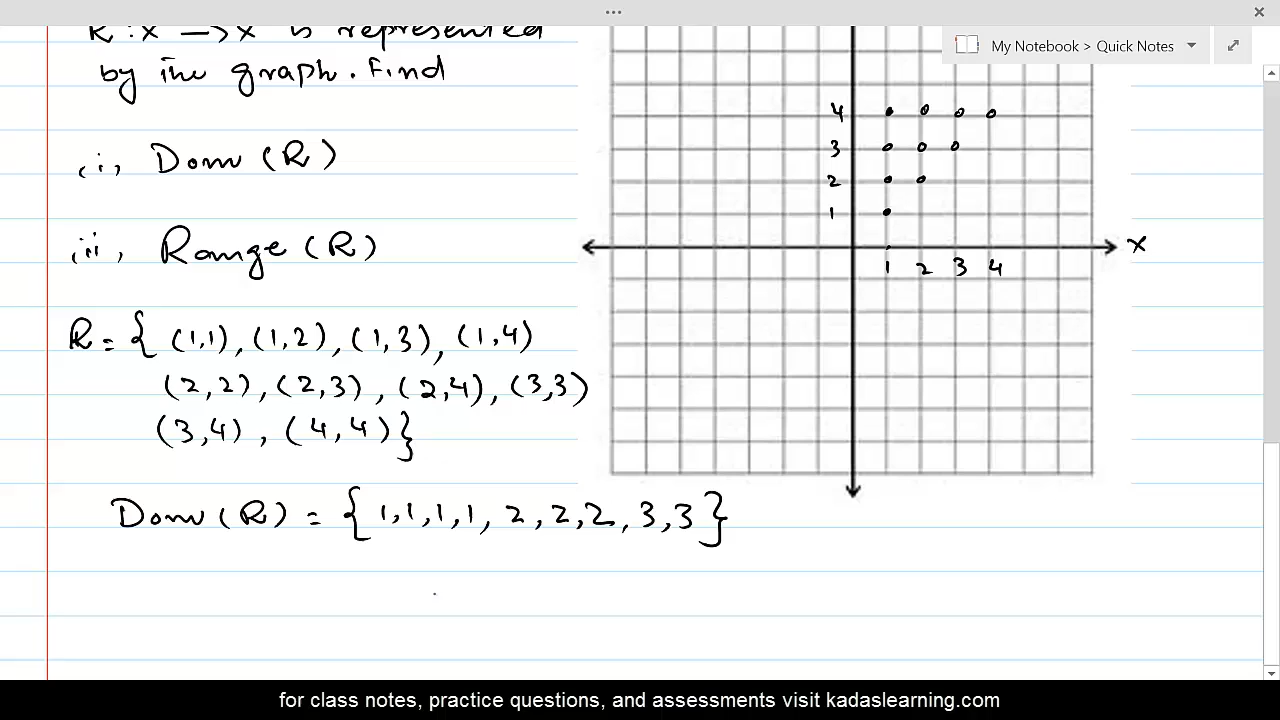 My Notebook > Quick Notes
R : X → X is represented
by the graph. Find
(i, Dom (R)
(ii, Range (R)
R = { (1,1), (1,2), (1,3), (1,4)
(2,2), (2,3), (2,4), (3,3)
(3,4), (4,4)}
Dom (R) = { 1,1,1,1, 2,2,2, 3,3}
4
3
2
1
X
1 2 3 4
for class notes, practice questions, and assessments visit kadaslearning.com